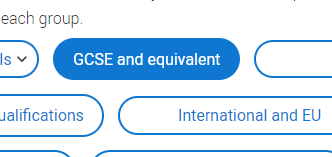 each group.
GCSE and equivalent
International and EU